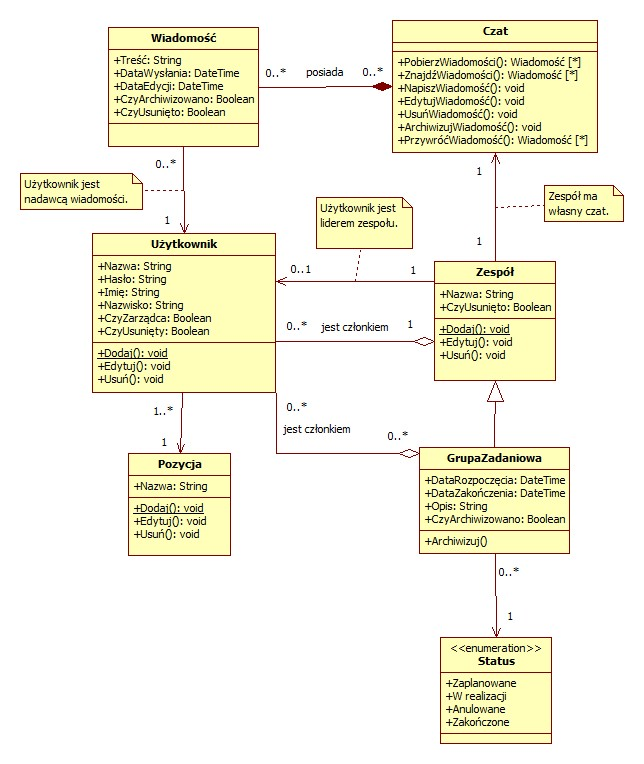 Wiadomość
+Treść: String
+DataWysłania: DateTime
+DataEdycji: DateTime
+CzyArchiwizowano: Boolean
+CzyUsunięto: Boolean
0..*
posiada
0..*
Czat
+PobierzWiadomości(): Wiadomość [*]
+ZnajdźWiadomości(): Wiadomość [*]
+NapiszWiadomość(): void
+EdytujWiadomość(): void
+UsuńWiadomość(): void
+ArchiwizujWiadomość(): void
+PrzywróćWiadomość(): Wiadomość [*]
0..*
Użytkownik jest
nadawcą wiadomości.
1
1
Zespół ma
własny czat.
1
Użytkownik jest
liderem zespołu.
Użytkownik
+Nazwa: String
+Hasło: String
+Imię: String
+Nazwisko: String
+CzyZarządca: Boolean
+CzyUsunięty: Boolean
+Dodaj(): void
+Edytuj(): void
+Usuń(): void
0..1
1
0..*
jest członkiem
1
Zespół
+Nazwa: String
+CzyUsunięto: Boolean
+Dodaj(): void
+Edytuj(): void
+Usuń(): void
0..*
jest członkiem
0..*
1..*
1
Pozycja
+Nazwa: String
+Dodaj(): void
+Edytuj(): void
+Usuń(): void
GrupaZadaniowa
+DataRozpoczęcia: DateTime
+DataZakończenia: DateTime
+Opis: String
+CzyArchiwizowano: Boolean
+Archiwizuj()
0..*
1
<<enumeration>>
Status
+Zaplanowane
+W realizacji
+Anulowane
+Zakończone